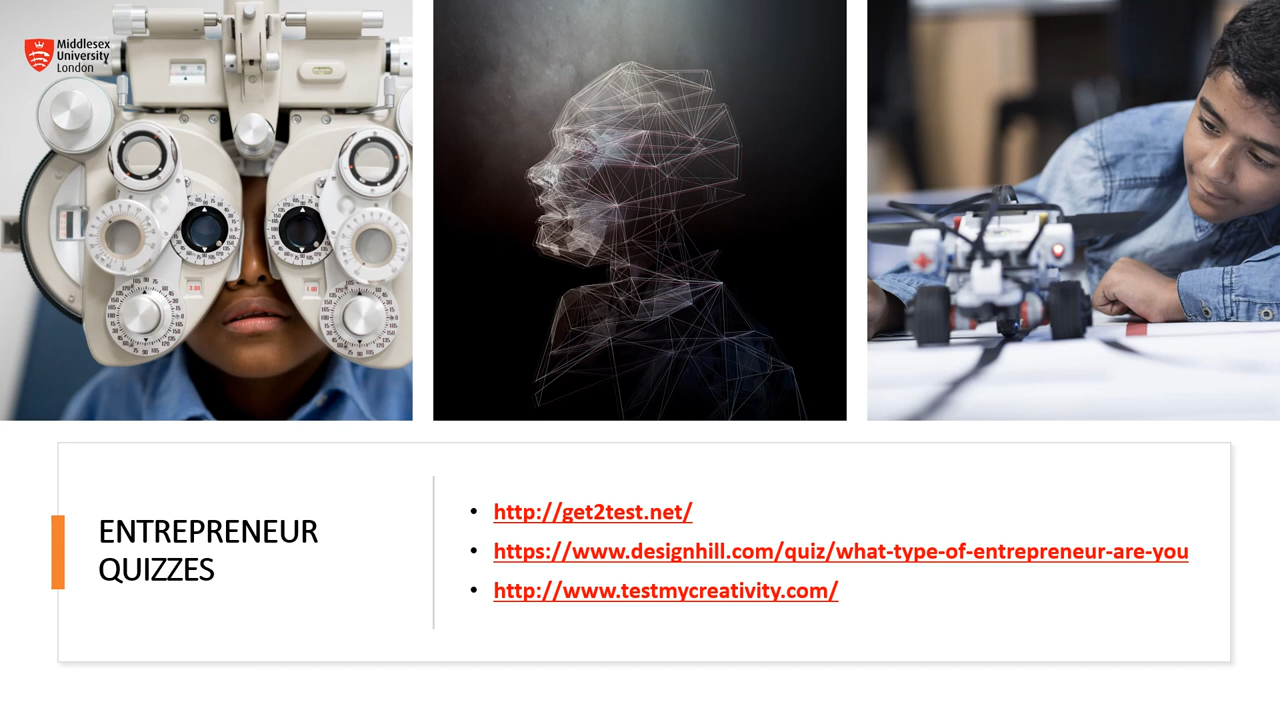 Middlesex
University
London
ENTREPRENEUR
QUIZZES
• http://get2test.net/
• https://www.designhill.com/quiz/what-type-of-entrepreneur-are-you
• http://www.testmycreativity.com/